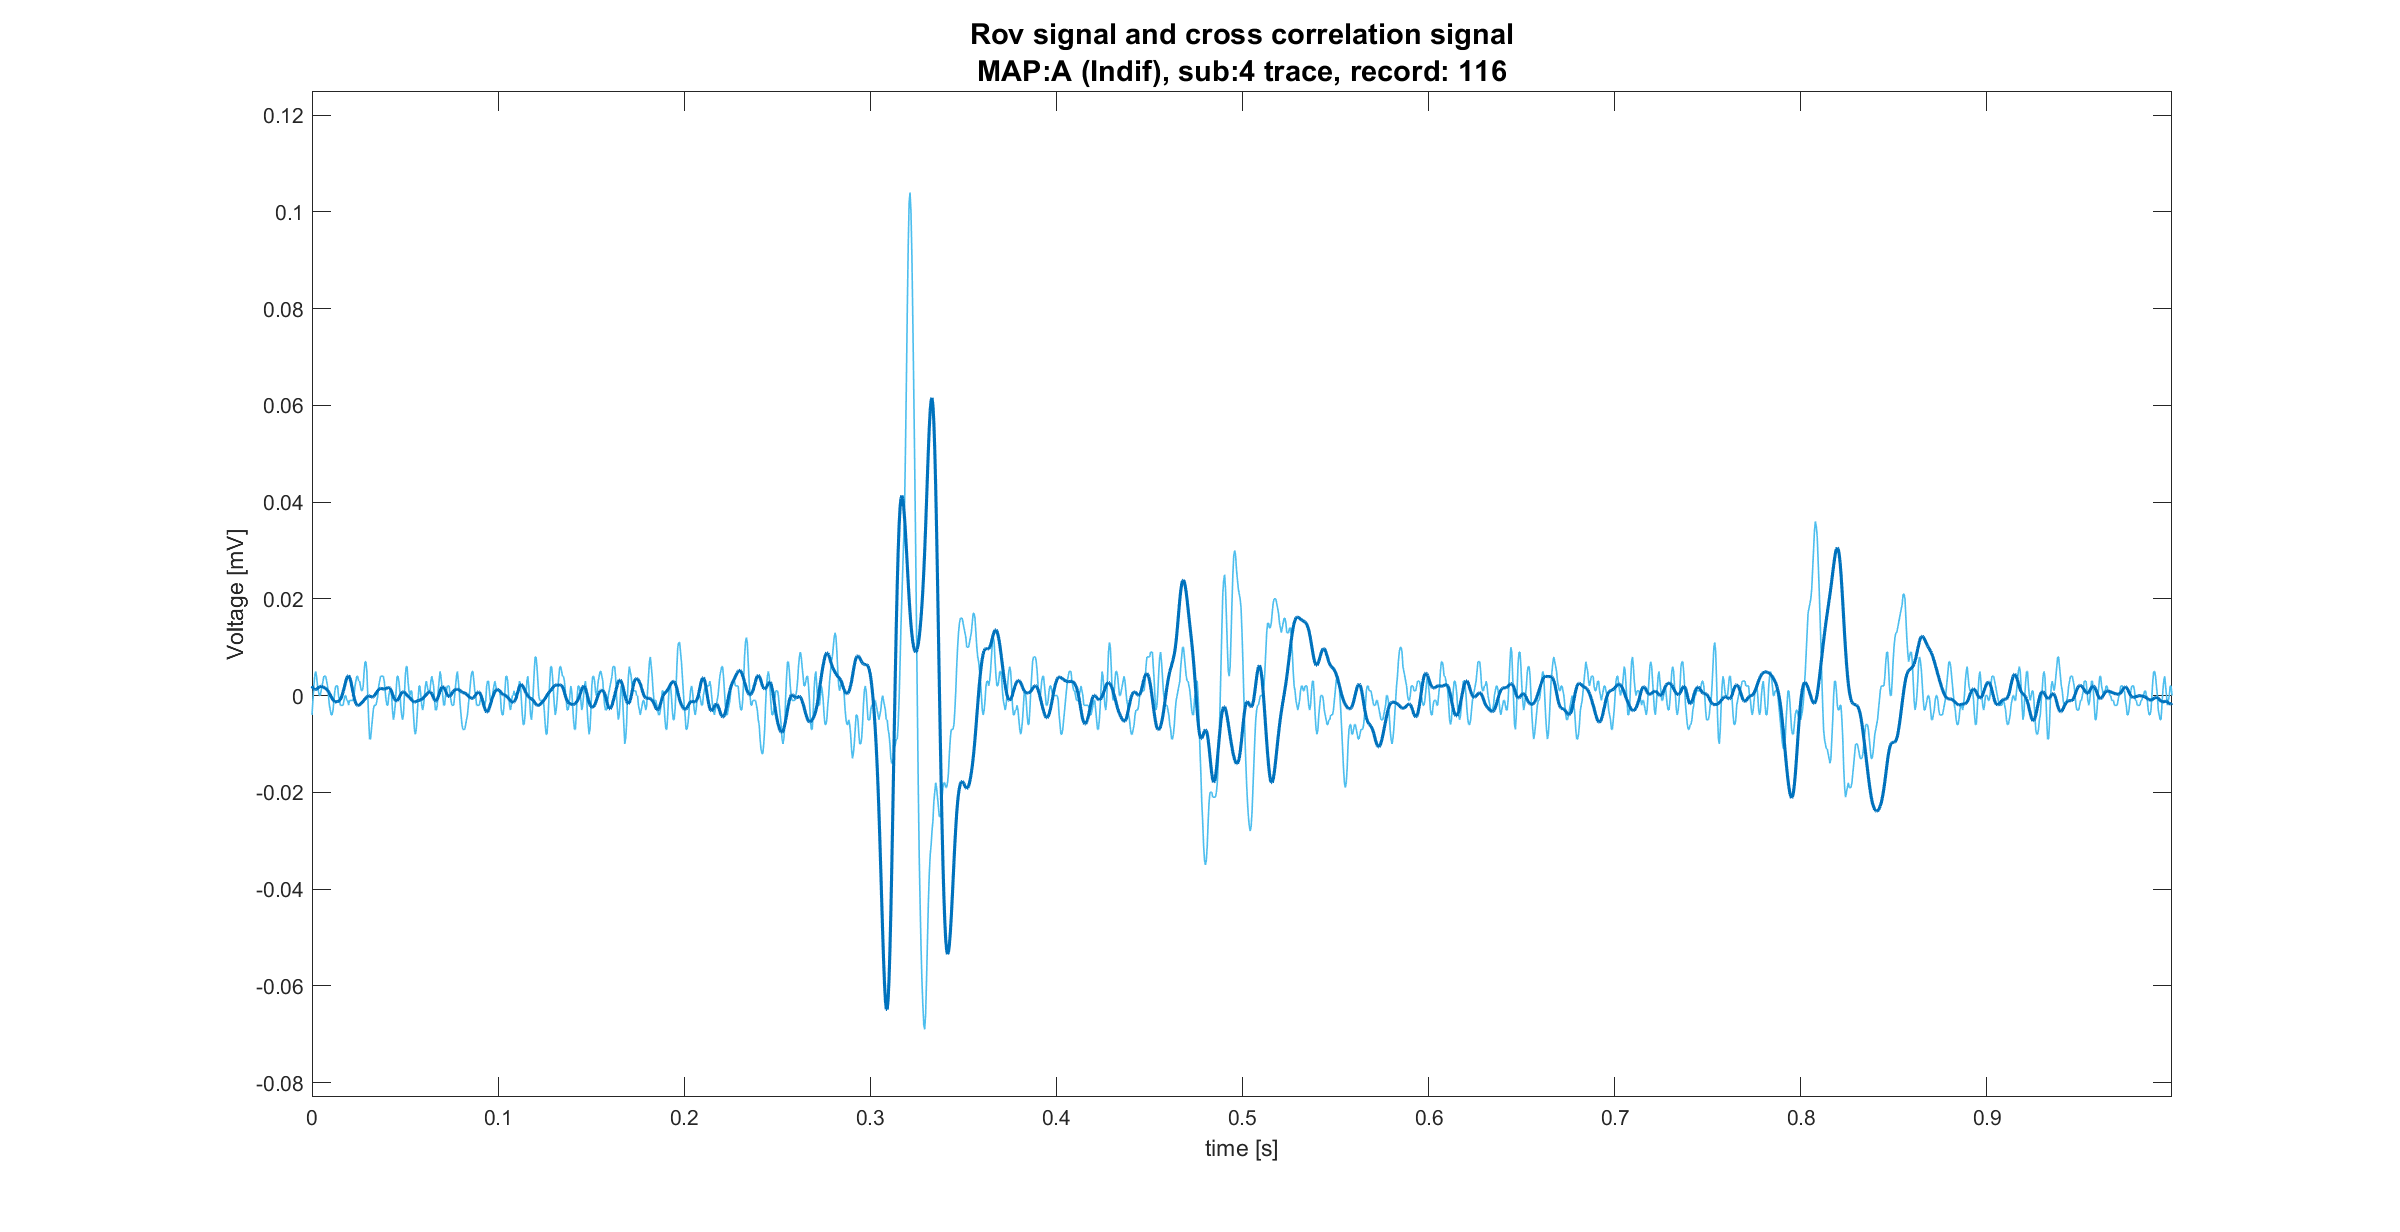 Rov signal and cross correlation signal
MAP:A (Indif), sub:4 trace, record: 116
0.12
0.1
0.08
0.06
0.04
0.02
0
-0.02
-0.04
-0.06
-0.08
Voltage [mV]
0 0.1 0.2 0.3 0.4 0.5 0.6 0.7 0.8 0.9
time [s]